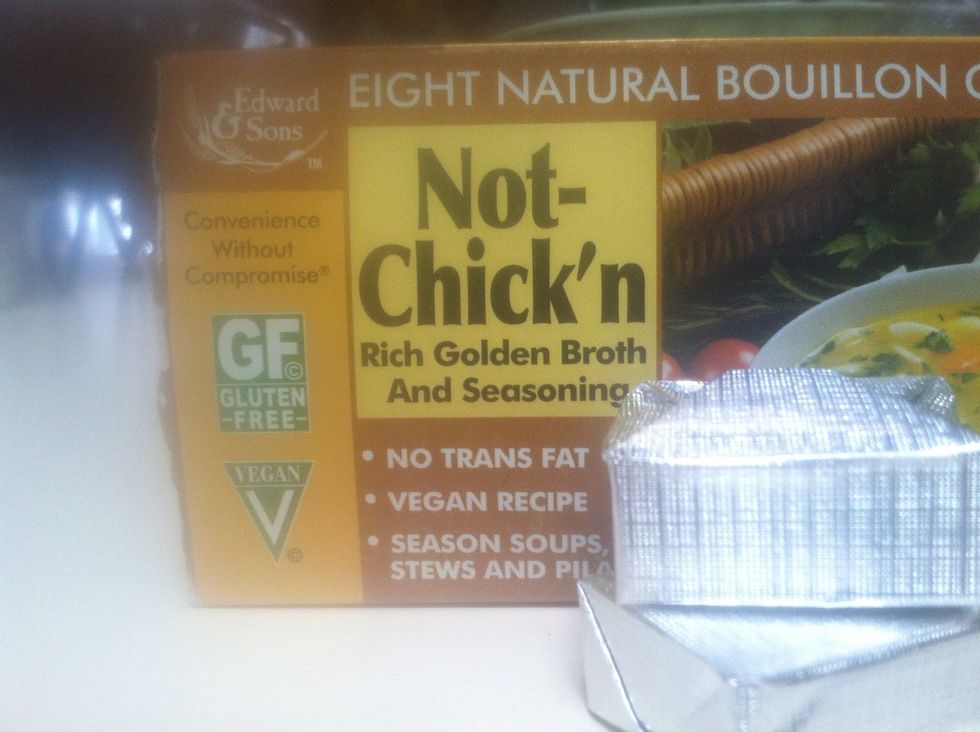 Edward
& Sons
TM
EIGHT NATURAL BOUILLON
Not-
Chick'n
Rich Golden Broth
And Seasoning
Convenience
Without
Compromise®
GF©
GLUTEN
-FREE-
VEGAN
V
©
• NO TRANS FAT
• VEGAN RECIPE
• SEASON SOUPS,
STEWS AND